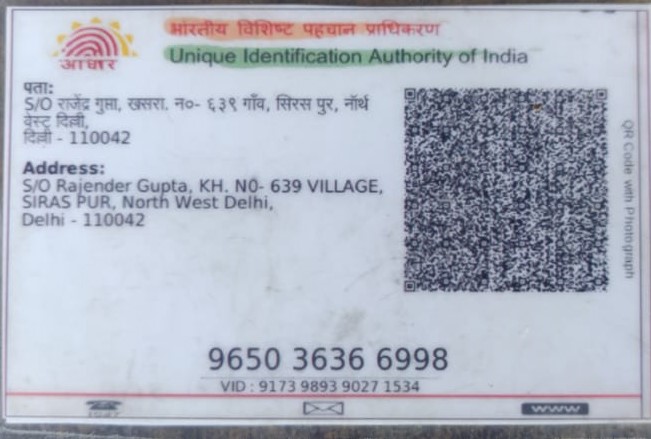 आधार
भारतीय विशिष्ट पहचान प्राधिकरण
Unique Identification Authority of India
पता:
S/O राजेंद्र गुप्ता, खसरा. न०- ६३९ गाँव, सिरस पुर, नॉर्थ
वेस्ट दिल्ली,
दिल्ली - 110042
Address:
S/O Rajender Gupta, KH. N0- 639 VILLAGE,
SIRAS PUR, North West Delhi,
Delhi - 110042
QR Code with Photograph
9650 3636 6998
VID : 9173 9893 9027 1534
1947
www